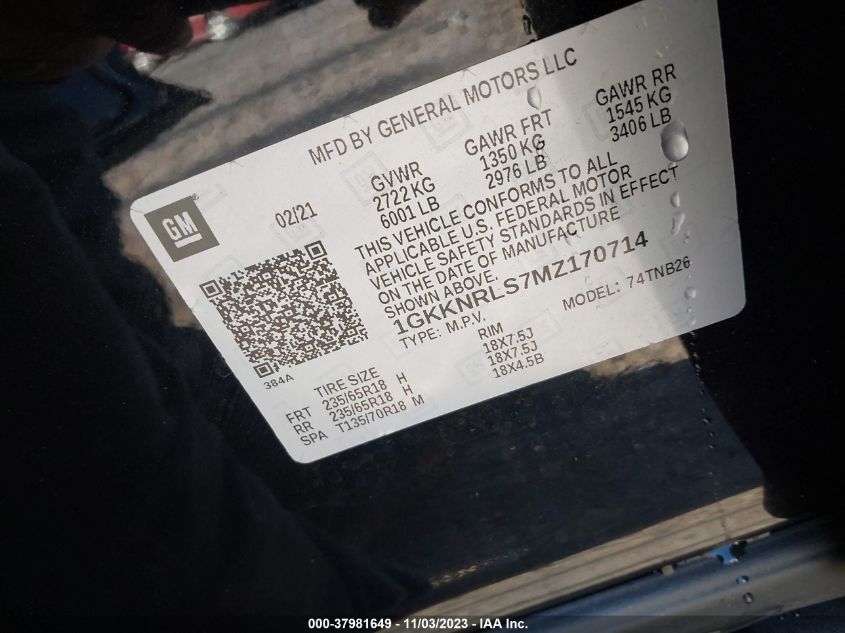 MFD BY GENERAL MOTORS LLC
GM
02/21
GVWR
2722 KG
6001 LB
GAWR FRT
1350 KG
2976 LB
GAWR RR
1545 KG
3406 LB
THIS VEHICLE CONFORMS TO ALL
APPLICABLE U.S. FEDERAL MOTOR
VEHICLE SAFETY STANDARDS IN EFFECT
ON THE DATE OF MANUFACTURE
SHOWN ABOVE.
1GKKNRLS7MZ170714
TYPE: M.P.V. MODEL: 74TNB26
384A
TIRE SIZE RIM
FRT 235/65R18 H 18X7.5J
RR 235/65R18 H 18X7.5J
SPA T135/70R18 M 18X4.5B
000-37981649 - 11/03/2023 - IAA Inc.